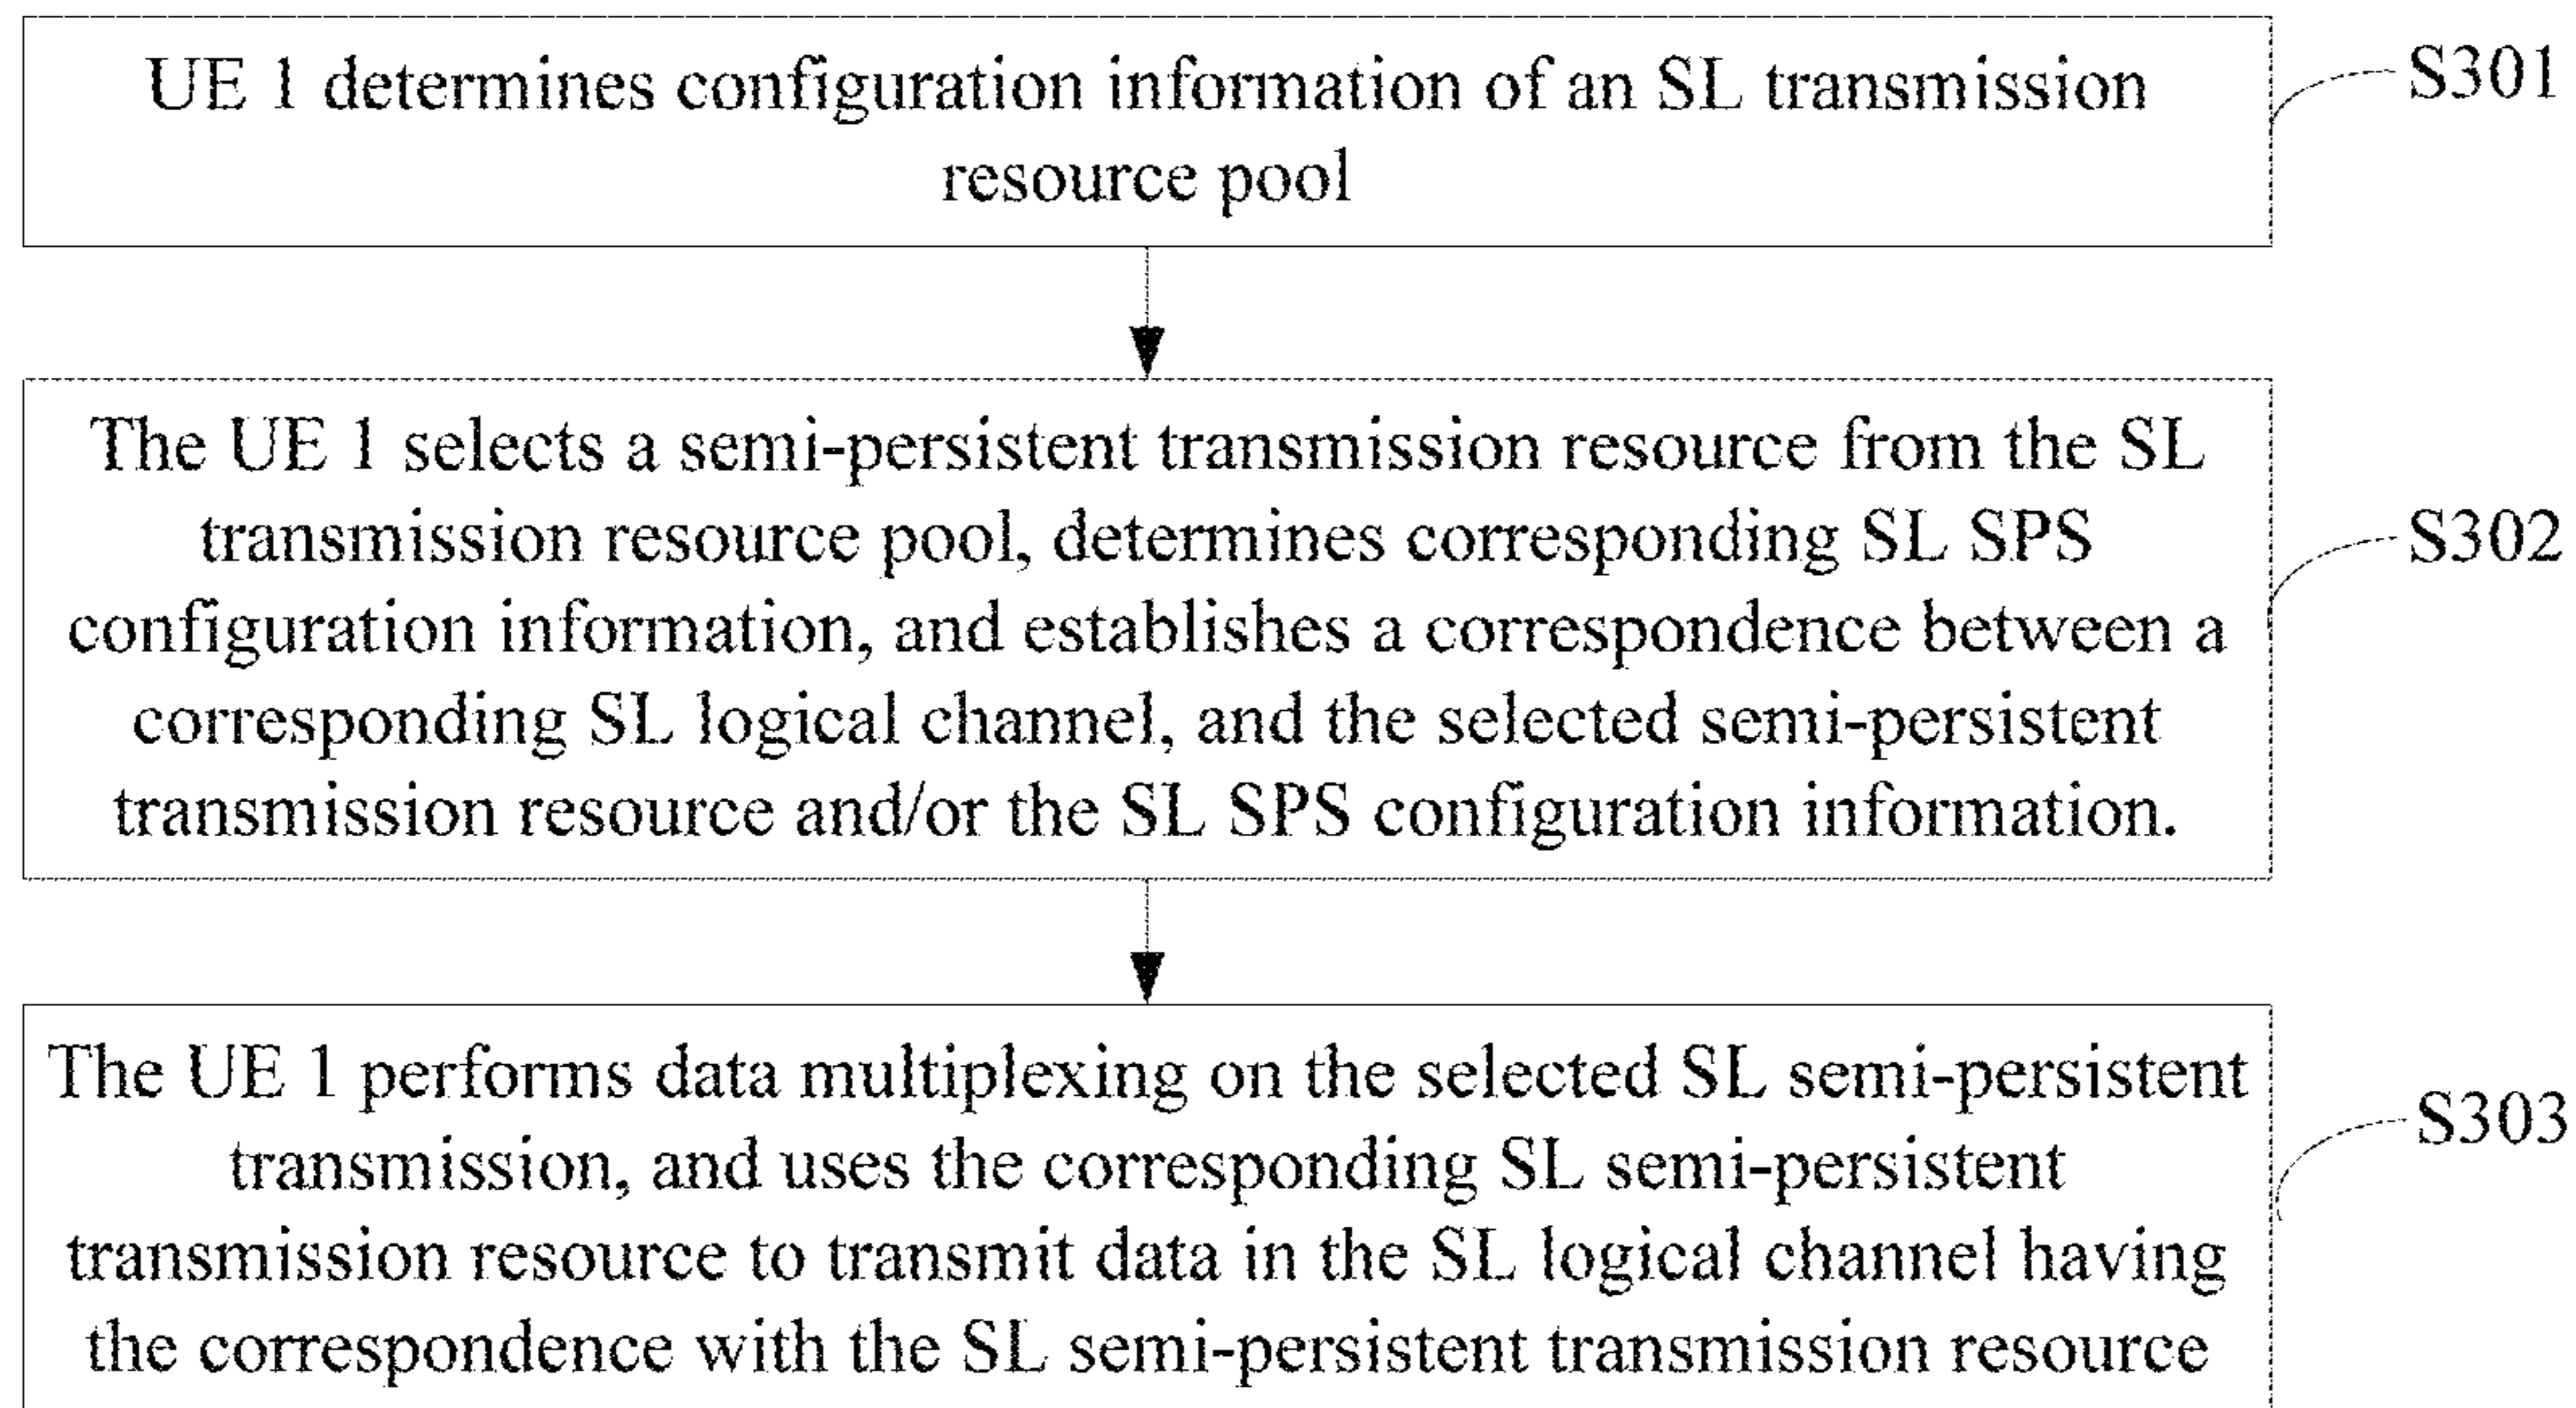 UE 1 determines configuration information of an SL transmission
resource pool
S301
The UE 1 selects a semi-persistent transmission resource from the SL
transmission resource pool, determines corresponding SL SPS
configuration information, and establishes a correspondence between a
corresponding SL logical channel, and the selected semi-persistent
transmission resource and/or the SL SPS configuration information.
S302
The UE 1 performs data multiplexing on the selected SL semi-persistent
transmission, and uses the corresponding SL semi-persistent
transmission resource to transmit data in the SL logical channel having
the correspondence with the SL semi-persistent transmission resource
S303